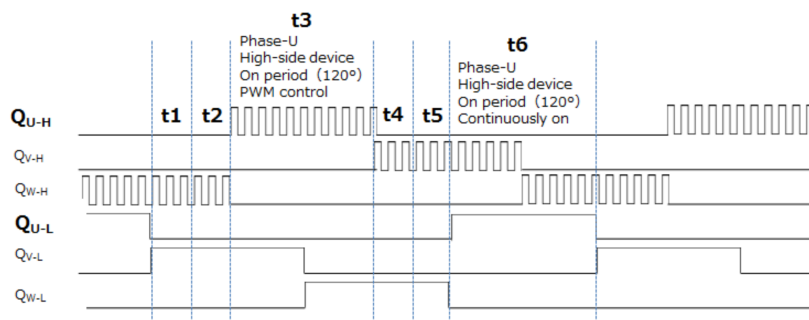 t3
Phase-U
High-side device
On period（120°）
PWM control
t6
Phase-U
High-side device
On period（120°）
Continuously on
t1
t2
t4
t5
QU-H
QV-H
QW-H
QU-L
QV-L
QW-L